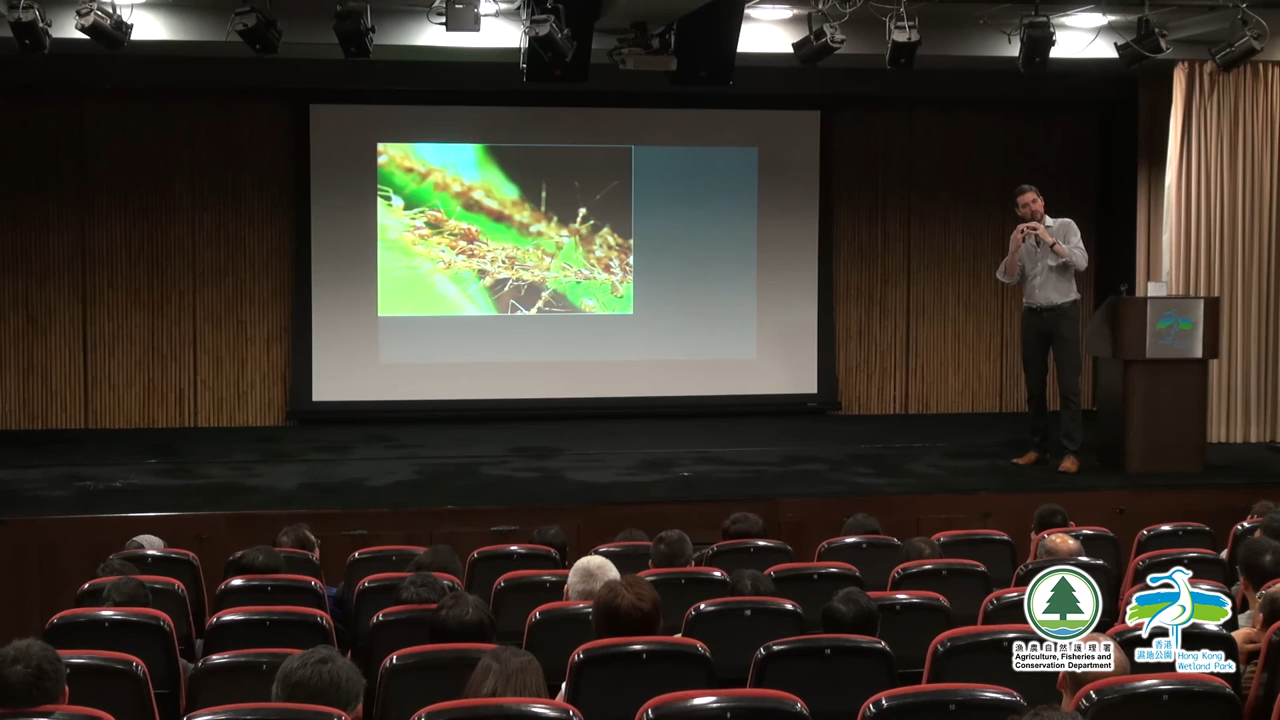 漁農自然護理署
Agriculture, Fisheries and
Conservation Department
香港
濕地公園
Hong Kong
Wetland Park